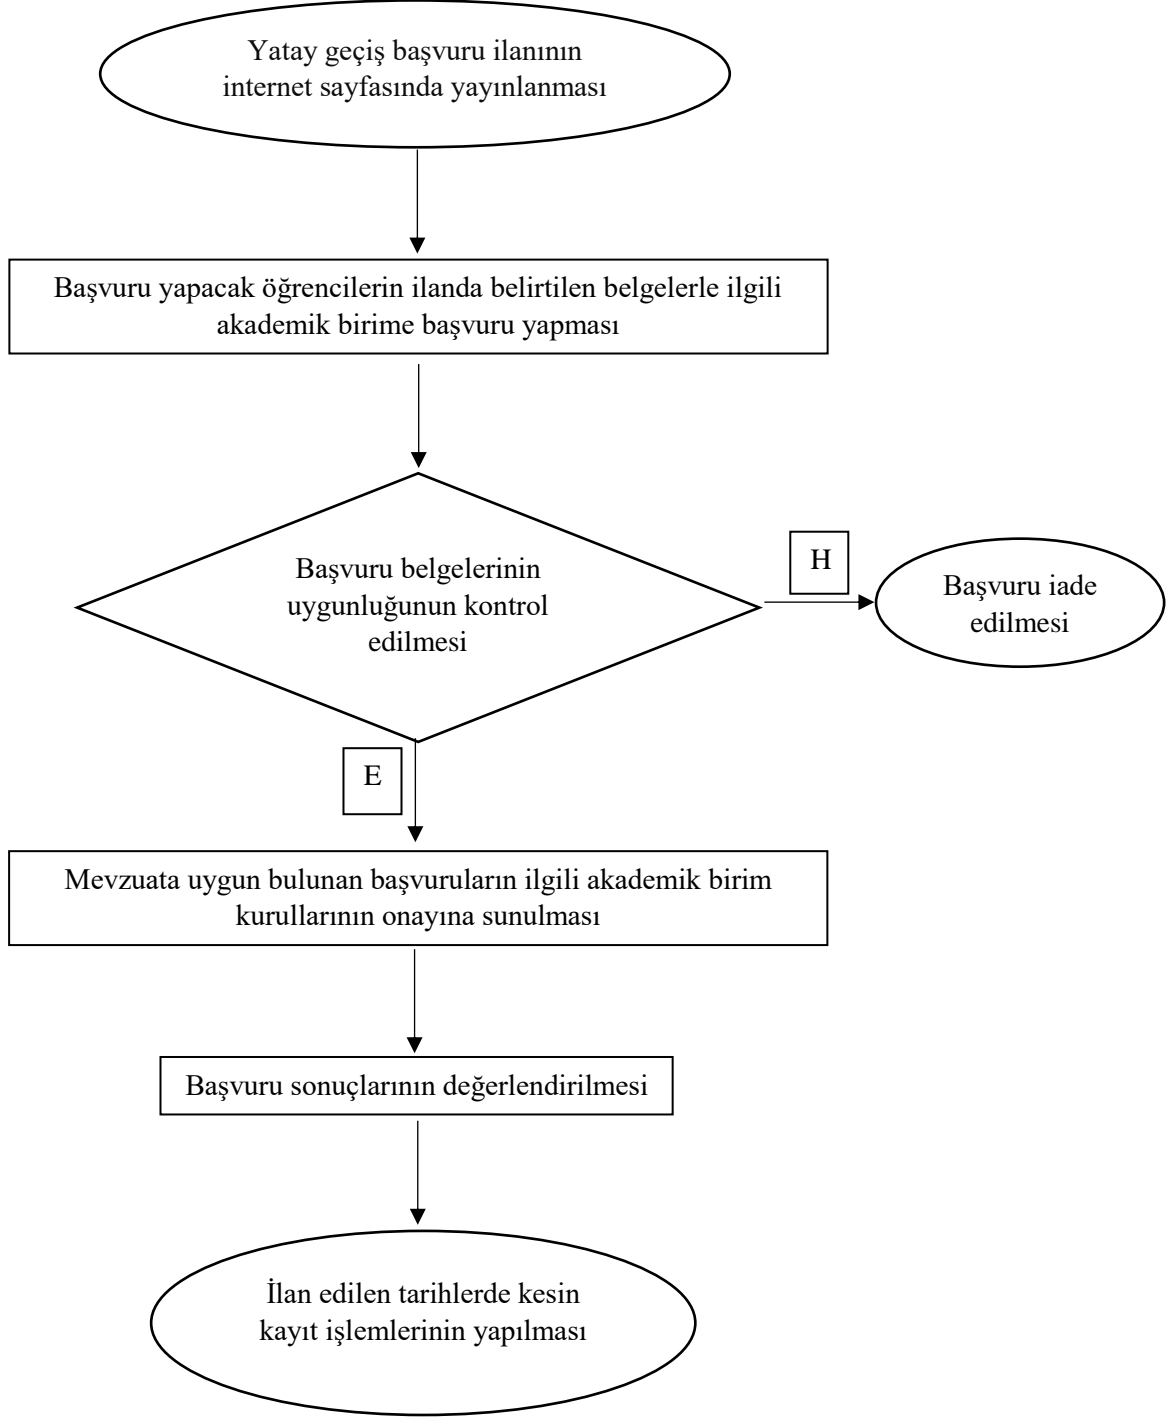 Yatay geçiş başvuru ilanının
internet sayfasında yayınlanması
Başvuru yapacak öğrencilerin ilanda belirtilen belgelerle ilgili
akademik birime başvuru yapması
Başvuru belgelerinin
uygunluğunun kontrol
edilmesi
H
Başvuru iade
edilmesi
E
Mevzuata uygun bulunan başvuruların ilgili akademik birim
kurullarının onayına sunulması
Başvuru sonuçlarının değerlendirilmesi
İlan edilen tarihlerde kesin
kayıt işlemlerinin yapılması